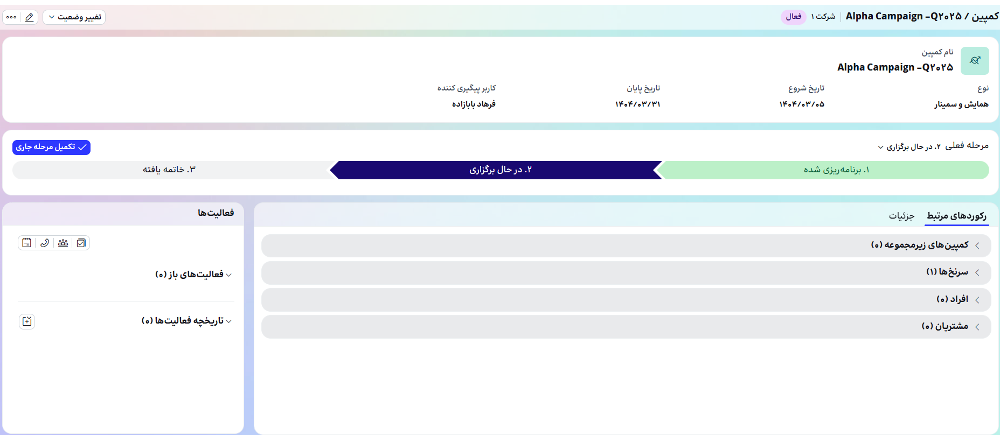 کمپین / Alpha Campaign -Q۲۰۲۵ شرکت ۱ فعال تغییر وضعیت
نام کمپین
Alpha Campaign -Q۲۰۲۵
نوع تاریخ شروع تاریخ پایان کاربر پیگیری کننده
همایش و سمینار ۱۴۰۴/۰۳/۰۵ ۱۴۰۴/۰۳/۳۱ فرهاد بابازاده
مرحله فعلی ۲. در حال برگزاری تکمیل مرحله جاری
۱. برنامه‌ریزی شده ۲. در حال برگزاری ۳. خاتمه یافته
رکوردهای مرتبط جزئیات
کمپین‌های زیرمجموعه (۰)
سرنخ‌ها (۱)
افراد (۰)
مشتریان (۰)
فعالیت‌ها
فعالیت‌های باز (۰)
تاریخچه فعالیت‌ها (۰)